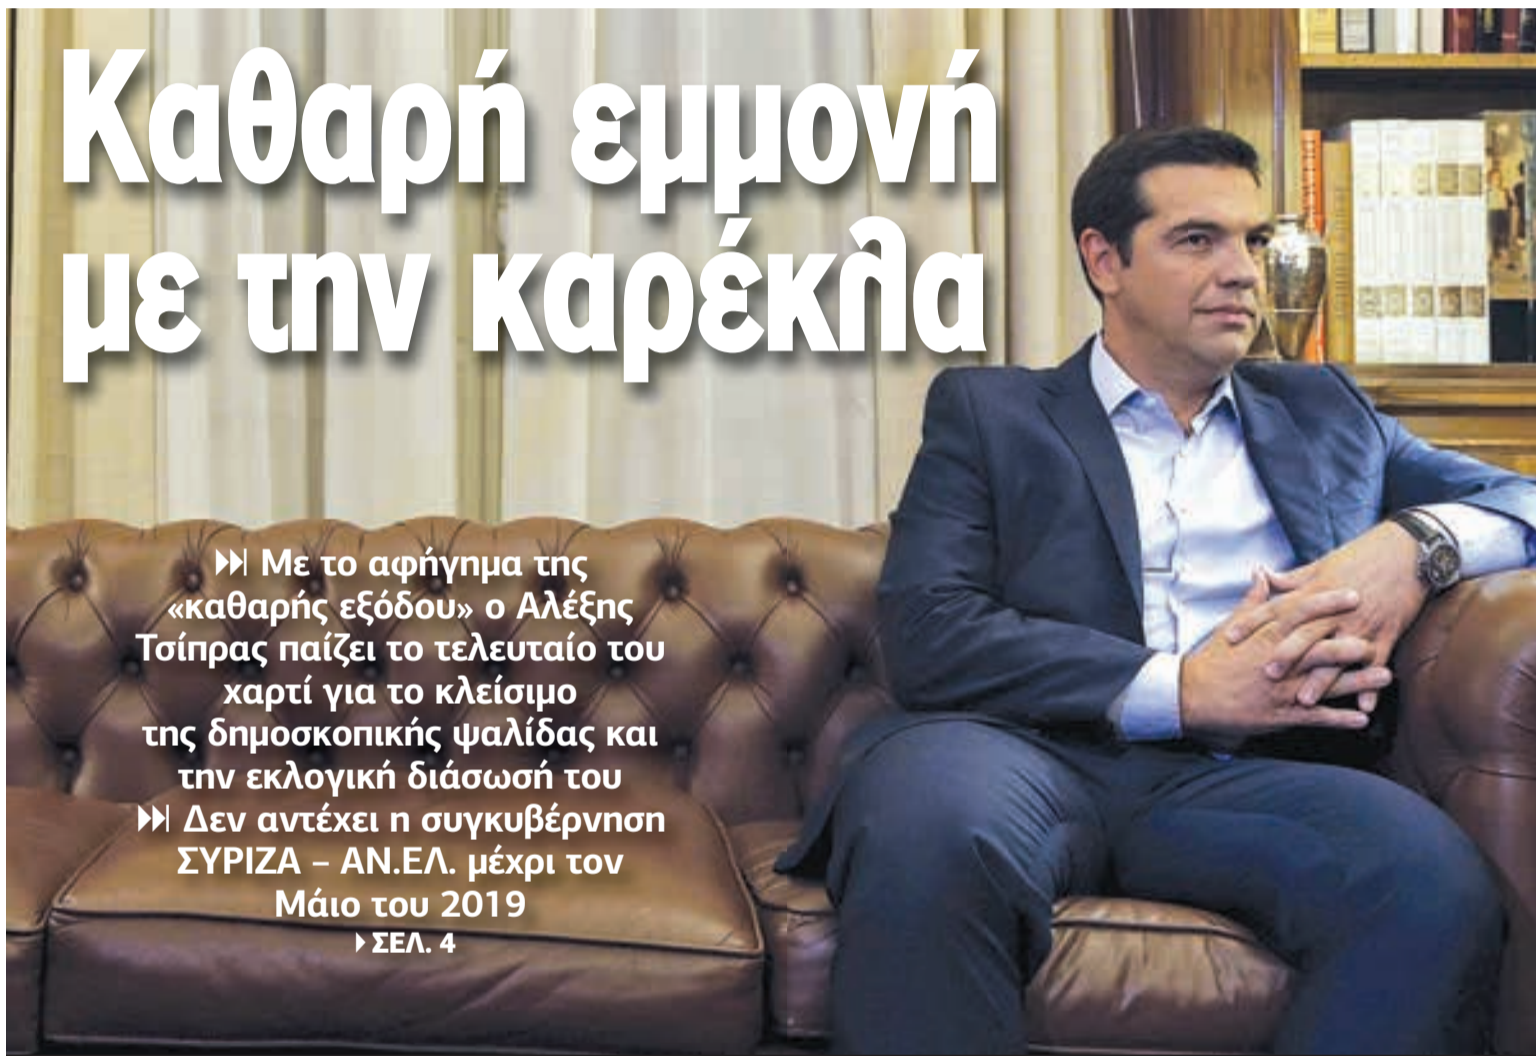 Καθαρή εμμονή
με την καρέκλα
Με το αφήγημα της
«καθαρής εξόδου» ο Αλέξης
Τσίπρας παίζει το τελευταίο του
χαρτί για το κλείσιμο
της δημοσκοπικής ψαλίδας και
την εκλογική διάσωσή του
Δεν αντέχει η συγκυβέρνηση
ΣΥΡΙΖΑ – ΑΝ.ΕΛ. μέχρι τον
Μάιο του 2019
ΣΕΛ. 4